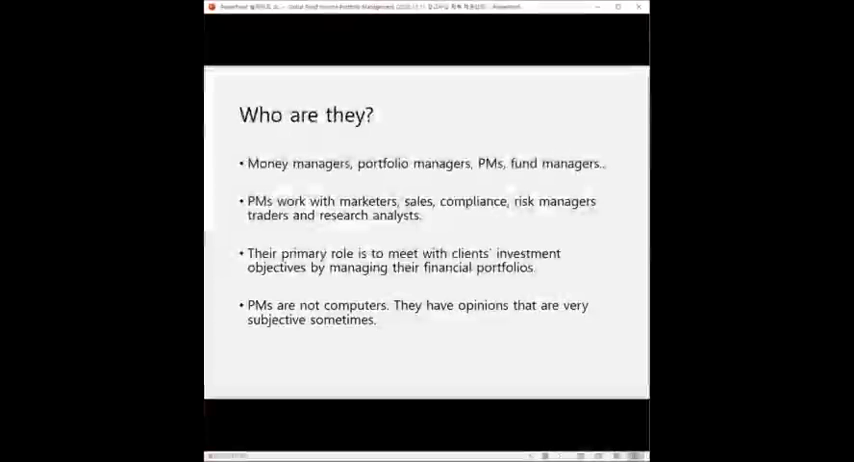 Who are they?
• Money managers, portfolio managers, PMs, fund managers..
• PMs work with marketers, sales, compliance, risk managers
traders and research analysts.
• Their primary role is to meet with clients' investment
objectives by managing their financial portfolios.
• PMs are not computers. They have opinions that are very
subjective sometimes.